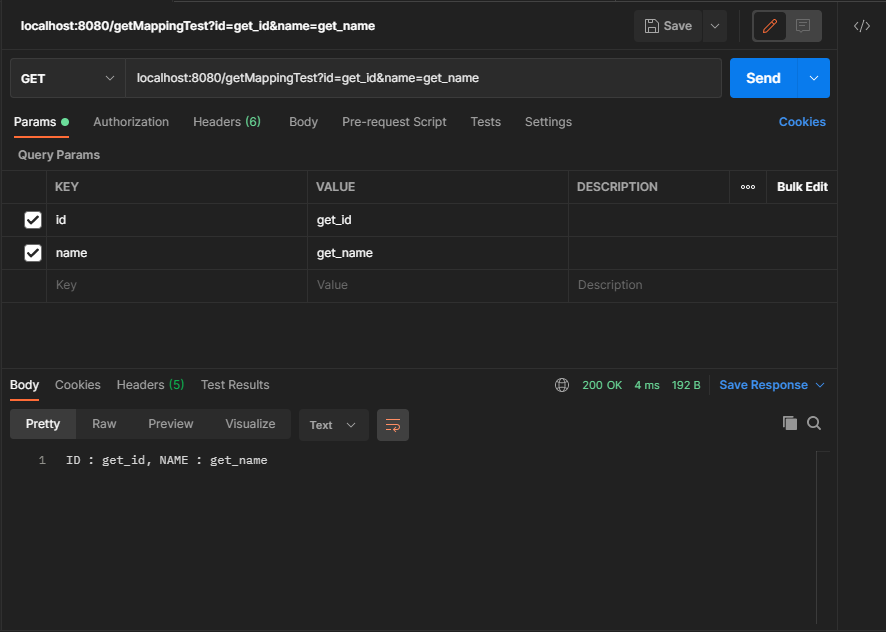 localhost:8080/getMappingTest?id=get_id&name=get_name
Save
</>
GET
localhost:8080/getMappingTest?id=get_id&name=get_name
Send
Params Authorization Headers (6) Body Pre-request Script Tests Settings Cookies
Query Params
KEY VALUE DESCRIPTION ooo Bulk Edit
id get_id
name get_name
Key Value Description
Body Cookies Headers (5) Test Results 200 OK 4 ms 192 B Save Response
Pretty Raw Preview Visualize Text
1 ID : get_id, NAME : get_name